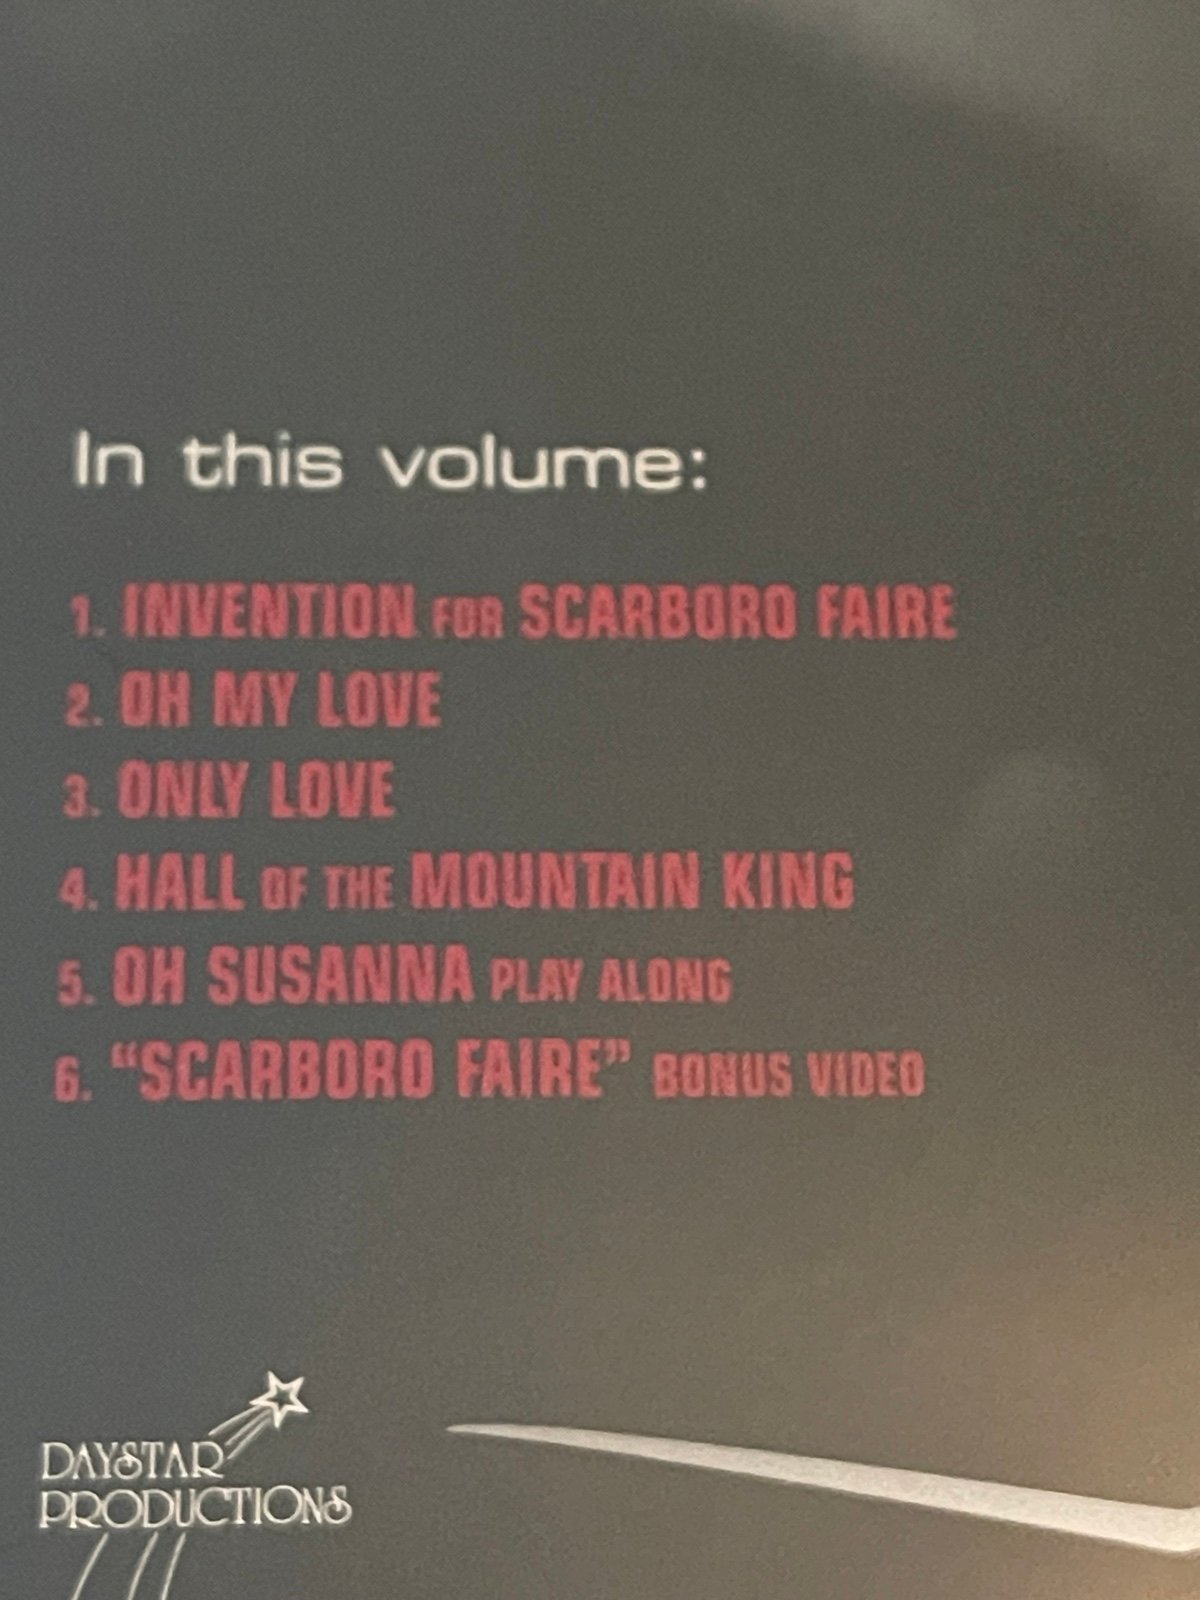 In this volume:
1. INVENTION FOR SCARBORO FAIRE
2. OH MY LOVE
3. ONLY LOVE
4. HALL OF THE MOUNTAIN KING
5. OH SUSANNA PLAY ALONG
6. “SCARBORO FAIRE” BONUS VIDEO
DAYSTAR
PRODUCTIONS